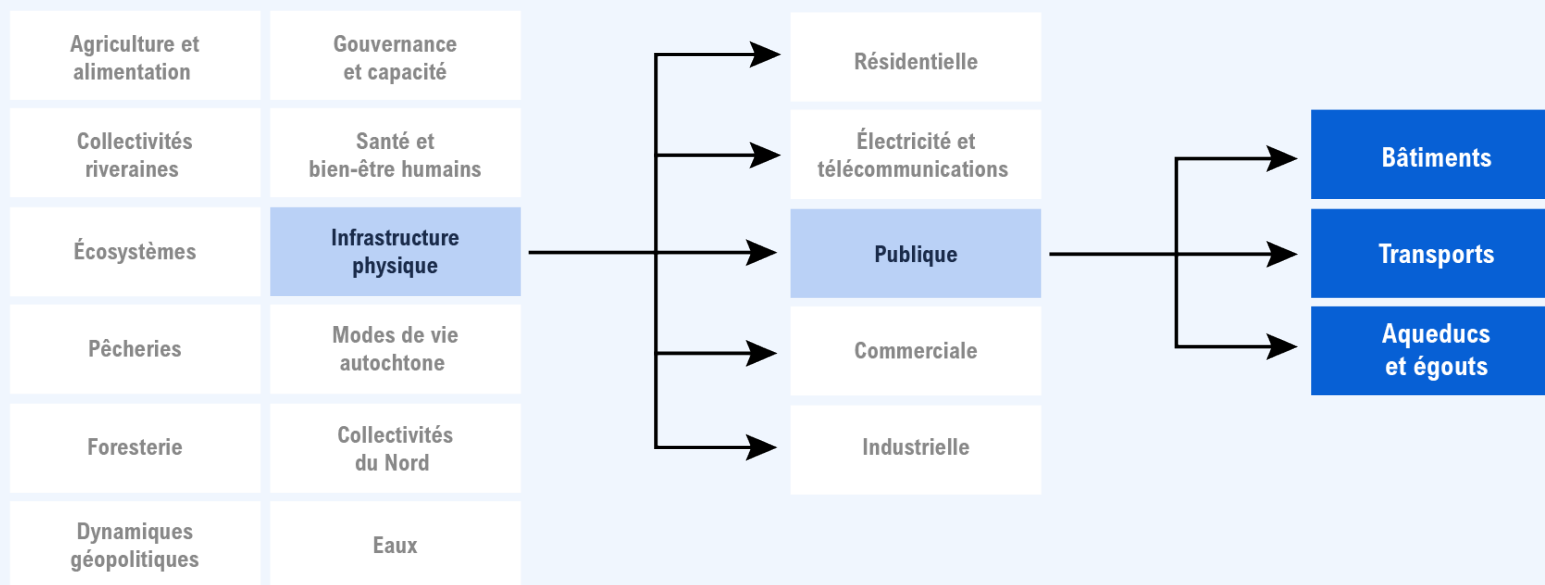 Agriculture et
alimentation
Gouvernance
et capacité
Collectivités
riveraines
Santé et
bien-être humains
Écosystèmes
Infrastructure
physique
Pêcheries
Modes de vie
autochtone
Foresterie
Collectivités
du Nord
Dynamiques
géopolitiques
Eaux
Résidentielle
Électricité et
télécommunications
Publique
Commerciale
Industrielle
Bâtiments
Transports
Aqueducs
et égouts